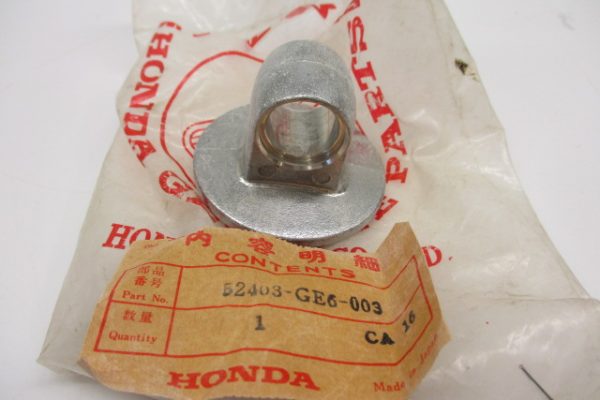 HONDA
PARTS
内容明細
CONTENTS
部品
番号
Part No.
52403-GE6-003
数量
Quantity
1
CA 16
HONDA
Made in Japan